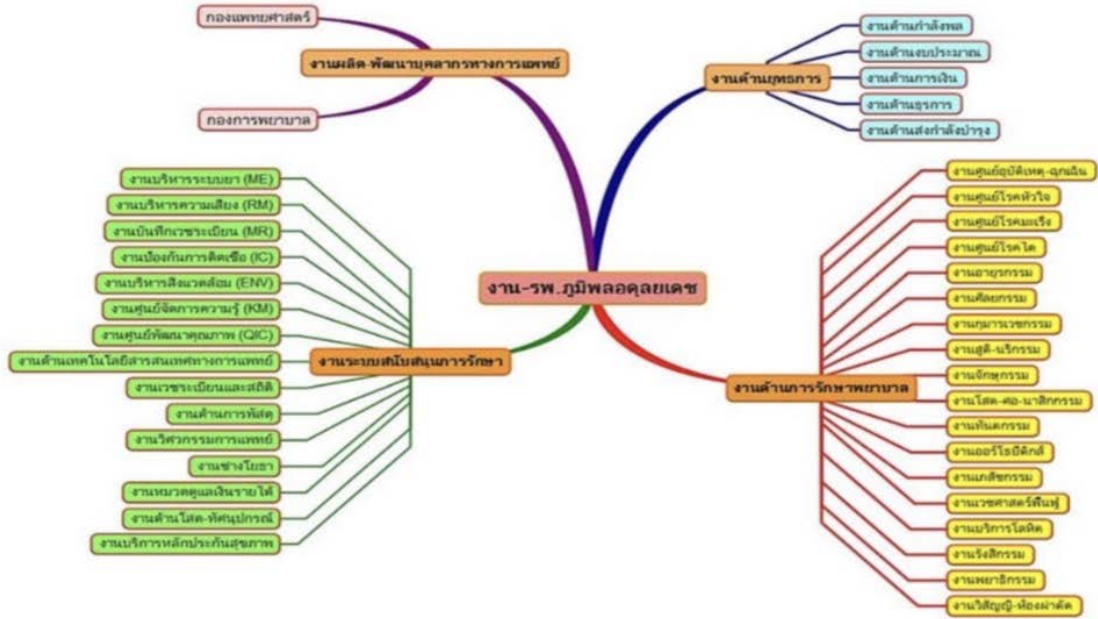 งาน-รพ.ภูมิพลอดุลยเดช
งานผลิต-พัฒนาบุคลากรทางการแพทย์
กองแพทยศาสตร์
กองการพยาบาล
งานด้านยุทธการ
งานด้านกำลังพล
งานด้านงบประมาณ
งานด้านการเงิน
งานด้านธุรการ
งานด้านส่งกำลังบำรุง
งานระบบสนับสนุนการรักษา
งานบริหารระบบยา (ME)
งานบริหารความเสี่ยง (RM)
งานบันทึกเวชระเบียน (MR)
งานป้องกันการติดเชื้อ (IC)
งานบริหารสิ่งแวดล้อม (ENV)
งานศูนย์จัดการความรู้ (KM)
งานศูนย์พัฒนาคุณภาพ (QIC)
งานด้านเทคโนโลยีสารสนเทศทางการแพทย์
งานเวชระเบียนและสถิติ
งานด้านการพัสดุ
งานวิศวกรรมการแพทย์
งานช่างโยธา
งานหมวดดูแลเงินรายได้
งานด้านโสต-ทัศนูปกรณ์
งานบริการหลักประกันสุขภาพ
งานด้านการรักษาพยาบาล
งานศูนย์อุบัติเหตุ-ฉุกเฉิน
งานศูนย์โรคหัวใจ
งานศูนย์โรคมะเร็ง
งานศูนย์โรคไต
งานอายุรกรรม
งานศัลยกรรม
งานกุมารเวชกรรม
งานสูติ-นรีกรรม
งานจักษุกรรม
งานโสต-ศอ-นาสิกกรรม
งานทันตกรรม
งานออร์โธปิดิกส์
งานเภสัชกรรม
งานเวชศาสตร์ฟื้นฟู
งานบริการโลหิต
งานรังสีกรรม
งานพยาธิกรรม
งานวิสัญญี-ห้องผ่าตัด